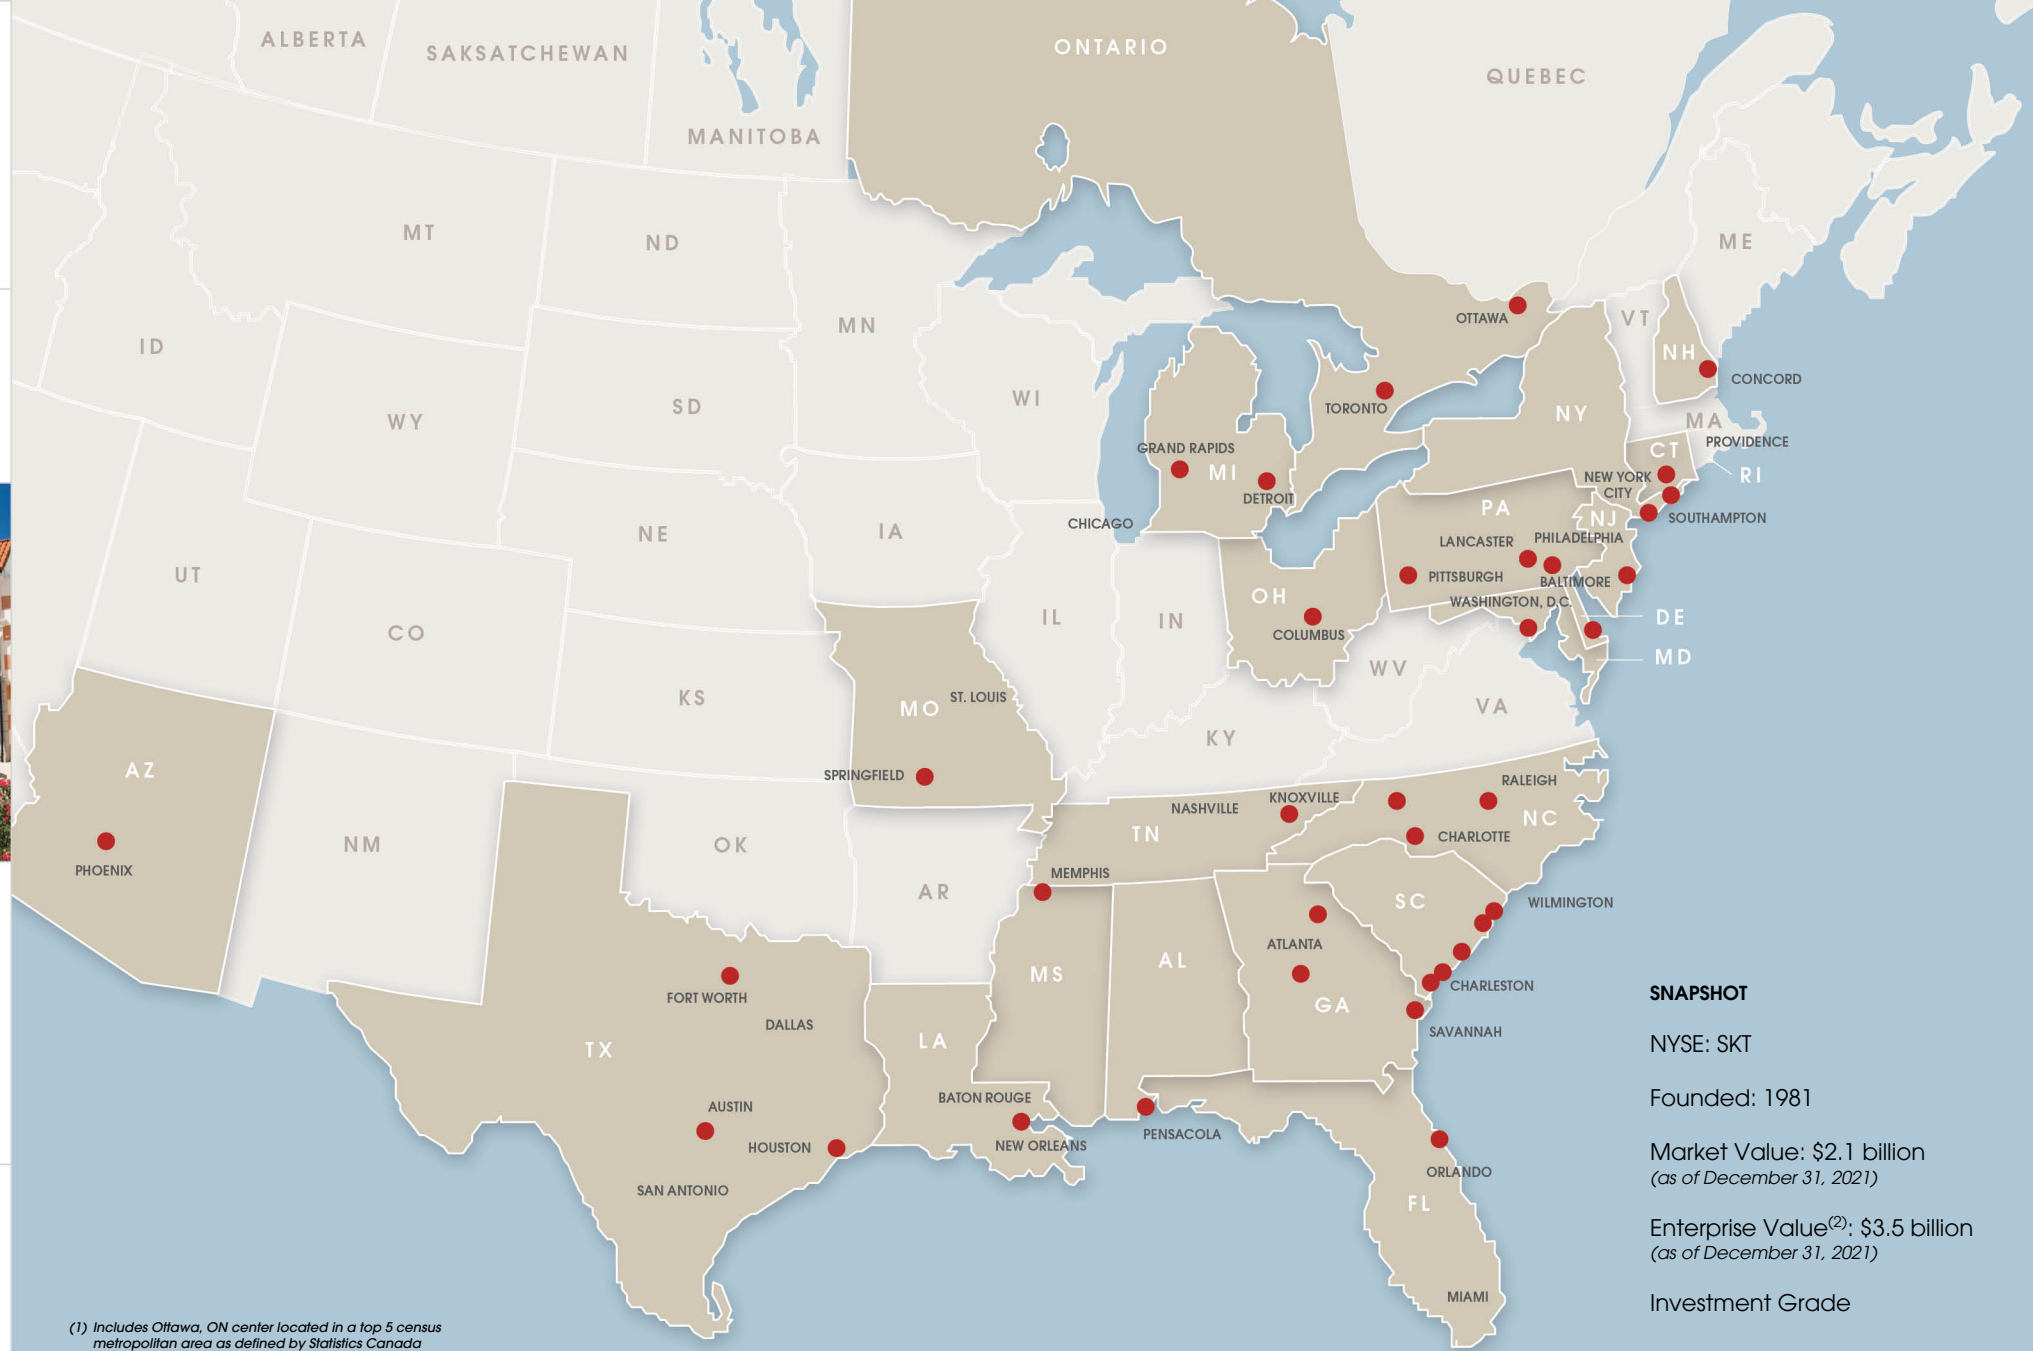 ALBERTA
SAKSATCHEWAN
MANITOBA
ONTARIO
QUEBEC
MT
ND
MN
ME
ID
WY
SD
WI
OTTAWA
VT
NH
CONCORD
TORONTO
NY
MA
PROVIDENCE
CT
RI
GRAND RAPIDS
MI
DETROIT
NEW YORK
CITY
SOUTHAMPTON
CHICAGO
PA
NJ
LANCASTER
PHILADELPHIA
PITTSBURGH
BALTIMORE
WASHINGTON, D.C.
DE
MD
UT
NE
IA
CO
IL
IN
OH
COLUMBUS
WV
VA
KS
MO
ST. LOUIS
KY
SPRINGFIELD
AZ
PHOENIX
NM
OK
AR
NASHVILLE
KNOXVILLE
TN
RALEIGH
NC
CHARLOTTE
MEMPHIS
SC
WILMINGTON
ATLANTA
MS
AL
GA
CHARLESTON
SAVANNAH
FORT WORTH
DALLAS
TX
LA
AUSTIN
HOUSTON
SAN ANTONIO
BATON ROUGE
NEW ORLEANS
PENSACOLA
ORLANDO
FL
MIAMI
SNAPSHOT
NYSE: SKT
Founded: 1981
Market Value: $2.1 billion
(as of December 31, 2021)
Enterprise Value(2): $3.5 billion
(as of December 31, 2021)
Investment Grade
(1) Includes Ottawa, ON center located in a top 5 census
metropolitan area as defined by Statistics Canada